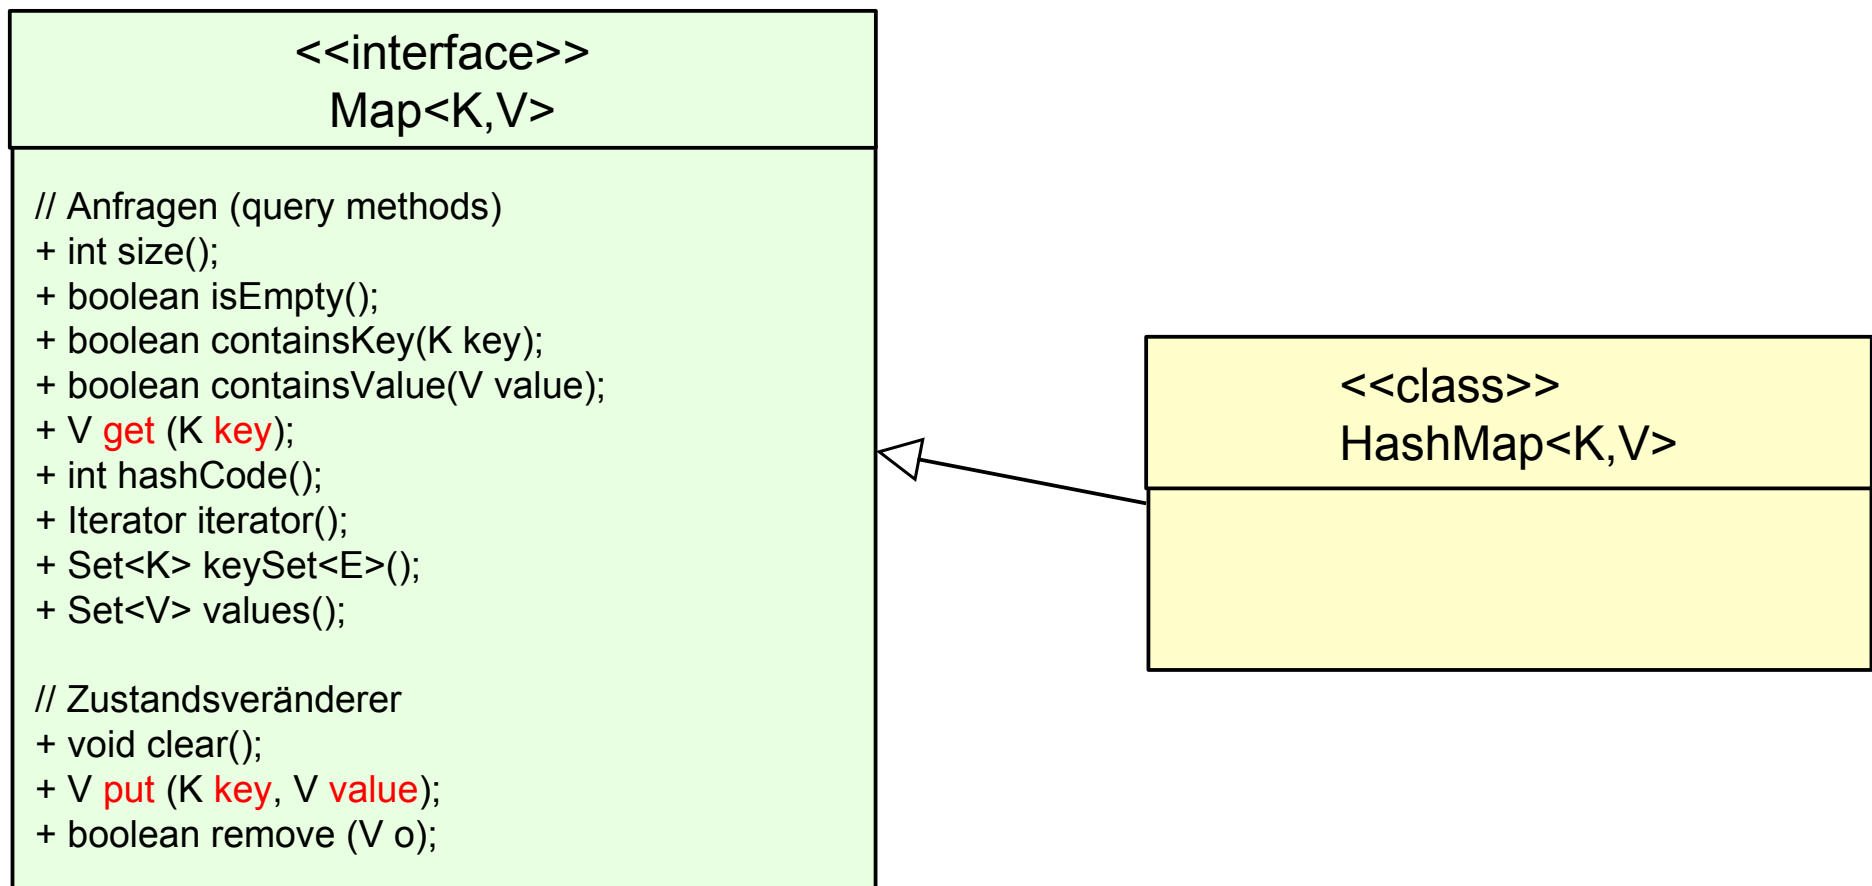 <<interface>>
Map<K,V>
// Anfragen (query methods)
+ int size();
+ boolean isEmpty();
+ boolean containsKey(K key);
+ boolean containsValue(V value);
+ V get (K key);
+ int hashCode();
+ Iterator iterator();
+ Set<K> keySet<E>();
+ Set<V> values();
// Zustandsveränderer
+ void clear();
+ V put (K key, V value);
+ boolean remove (V o);
<<class>>
HashMap<K,V>